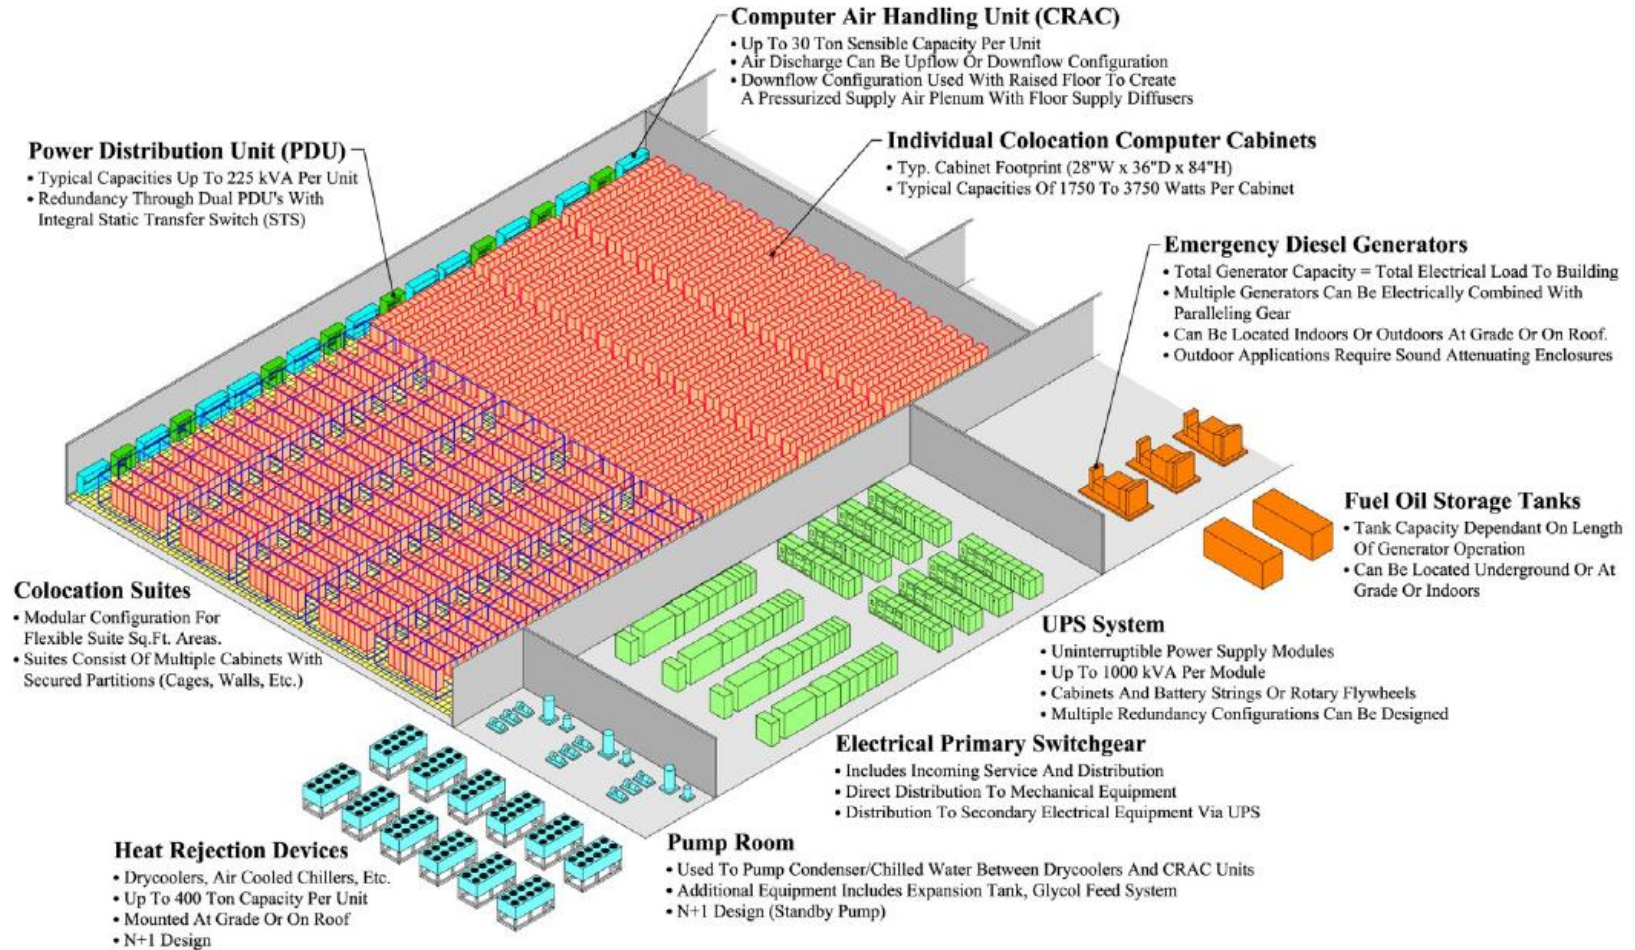 Computer Air Handling Unit (CRAC)
• Up To 30 Ton Sensible Capacity Per Unit
• Air Discharge Can Be Upflow Or Downflow Configuration
• Downflow Configuration Used With Raised Floor To Create
A Pressurized Supply Air Plenum With Floor Supply Diffusers
Power Distribution Unit (PDU)
• Typical Capacities Up To 225 kVA Per Unit
• Redundancy Through Dual PDU's With
Integral Static Transfer Switch (STS)
Individual Colocation Computer Cabinets
• Typ. Cabinet Footprint (28"W x 36"D x 84"H)
• Typical Capacities Of 1750 To 3750 Watts Per Cabinet
Emergency Diesel Generators
• Total Generator Capacity = Total Electrical Load To Building
• Multiple Generators Can Be Electrically Combined With
Paralleling Gear
• Can Be Located Indoors Or Outdoors At Grade Or On Roof.
• Outdoor Applications Require Sound Attenuating Enclosures
Fuel Oil Storage Tanks
• Tank Capacity Dependant On Length
Of Generator Operation
• Can Be Located Underground Or At
Grade Or Indoors
Colocation Suites
• Modular Configuration For
Flexible Suite Sq.Ft. Areas.
• Suites Consist Of Multiple Cabinets With
Secured Partitions (Cages, Walls, Etc.)
UPS System
• Uninterruptible Power Supply Modules
• Up To 1000 kVA Per Module
• Cabinets And Battery Strings Or Rotary Flywheels
• Multiple Redundancy Configurations Can Be Designed
Electrical Primary Switchgear
• Includes Incoming Service And Distribution
• Direct Distribution To Mechanical Equipment
• Distribution To Secondary Electrical Equipment Via UPS
Pump Room
• Used To Pump Condenser/Chilled Water Between Drycoolers And CRAC Units
• Additional Equipment Includes Expansion Tank, Glycol Feed System
• N+1 Design (Standby Pump)
Heat Rejection Devices
• Drycoolers, Air Cooled Chillers, Etc.
• Up To 400 Ton Capacity Per Unit
• Mounted At Grade Or On Roof
• N+1 Design